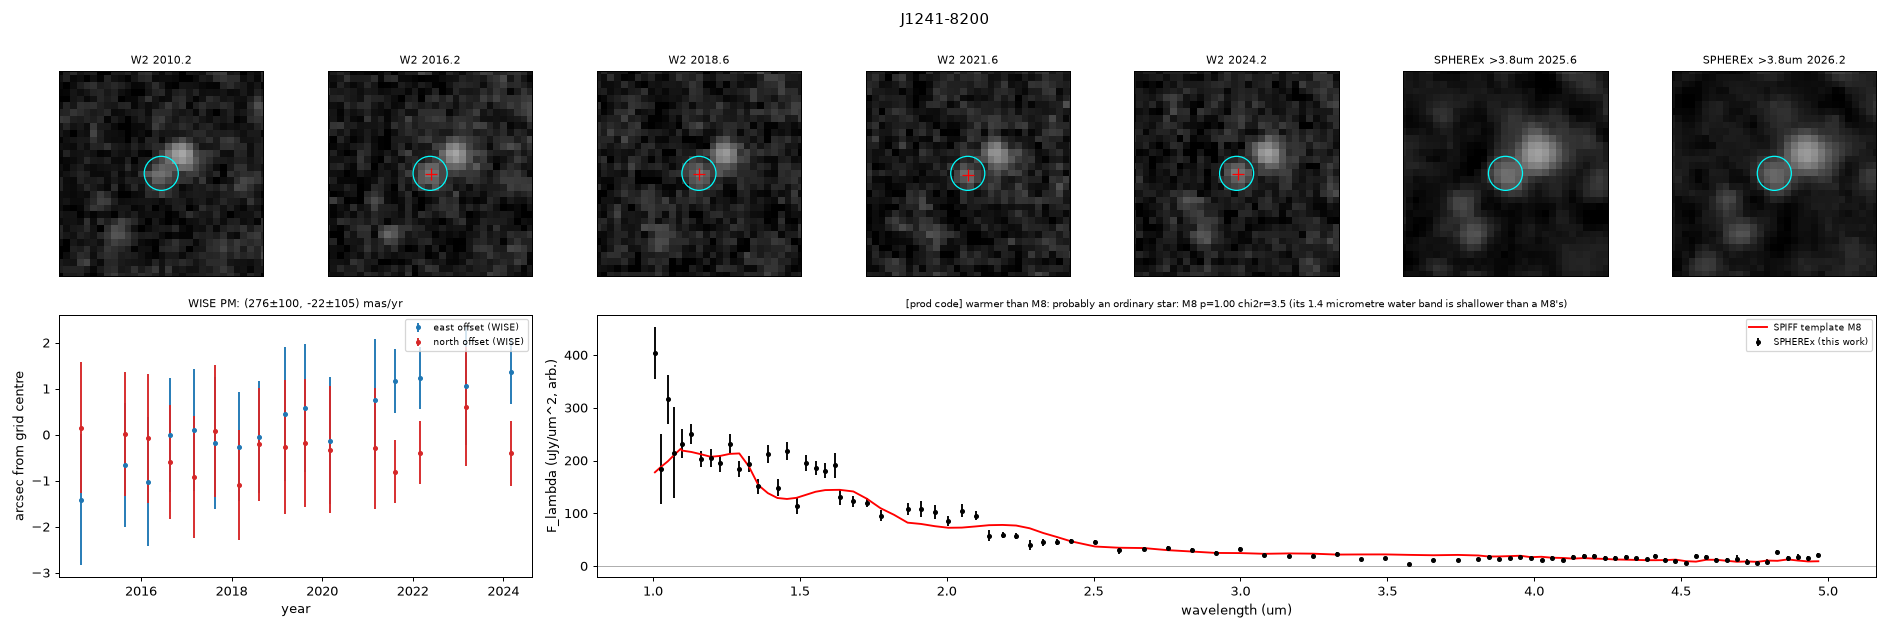 J1241-8200
W2 2010.2
W2 2016.2
W2 2018.6
W2 2021.6
W2 2024.2
SPHEREx >3.8um 2025.6
SPHEREx >3.8um 2026.2
WISE PM: (276±100, -22±105) mas/yr
east offset (WISE)
north offset (WISE)
arcsec from grid centre
2
1
0
−1
−2
−3
2016
2018
2020
2022
2024
year
[prod code] warmer than M8: probably an ordinary star: M8 p=1.00 chi2r=3.5 (its 1.4 micrometre water band is shallower than a M8's)
SPIFF template M8
SPHEREx (this work)
F_lambda (uJy/um^2, arb.)
400
300
200
100
0
1.0
1.5
2.0
2.5
3.0
3.5
4.0
4.5
5.0
wavelength (um)